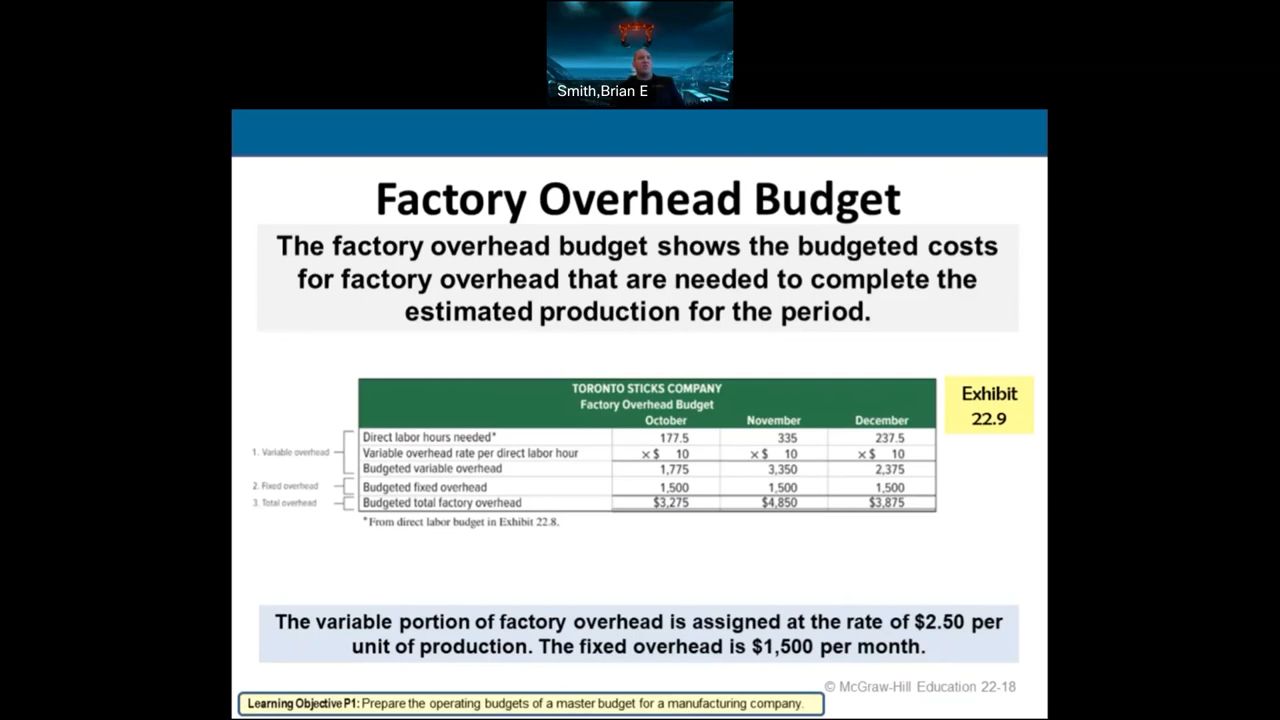 Smith,Brian E
Factory Overhead Budget
The factory overhead budget shows the budgeted costs
for factory overhead that are needed to complete the
estimated production for the period.
TORONTO STICKS COMPANY
Factory Overhead Budget
October November December
Direct labor hours needed* 177.5 335 237.5
1. Variable overhead
Variable overhead rate per direct labor hour x $ 10 x $ 10 x $ 10
Budgeted variable overhead 1,775 3,350 2,375
2. Fixed overhead Budgeted fixed overhead 1,500 1,500 1,500
3. Total overhead Budgeted total factory overhead $3,275 $4,850 $3,875
*From direct labor budget in Exhibit 22.8.
Exhibit
22.9
The variable portion of factory overhead is assigned at the rate of $2.50 per
unit of production. The fixed overhead is $1,500 per month.
© McGraw-Hill Education 22-18
Learning Objective P1: Prepare the operating budgets of a master budget for a manufacturing company.